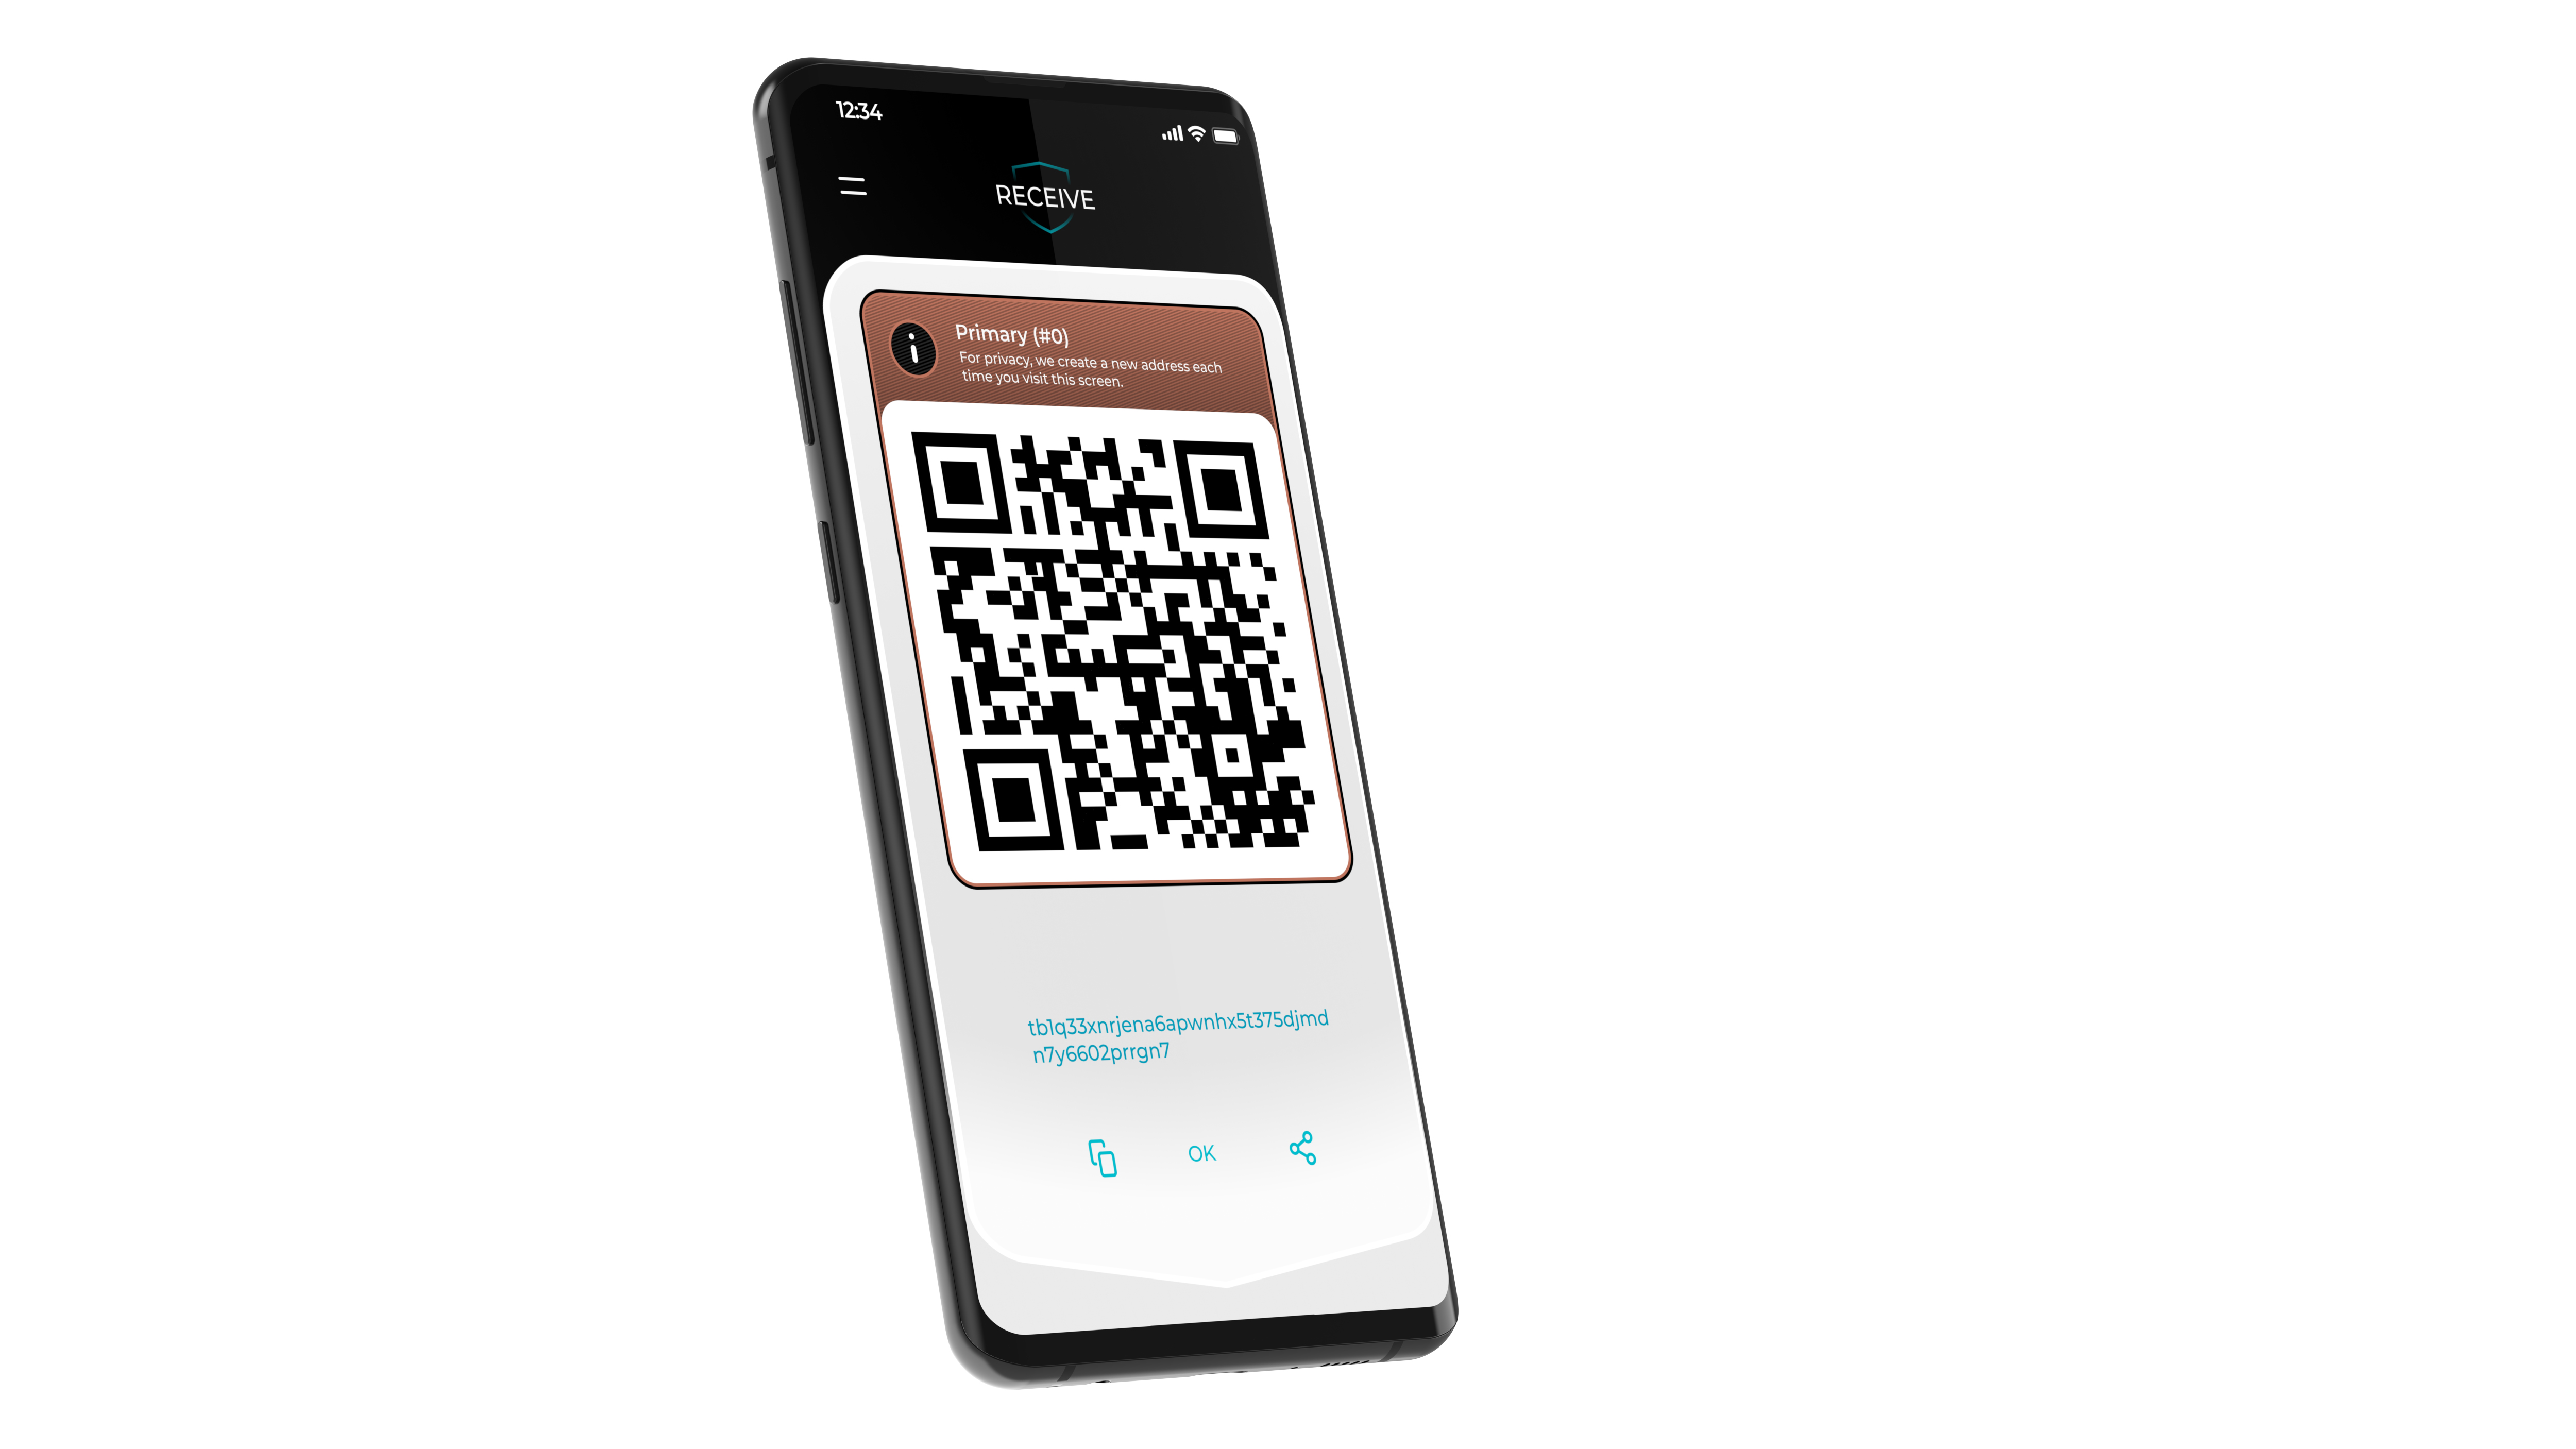 12:34
RECEIVE
Primary (#0)
For privacy, we create a new address each
time you visit this screen.
tb1q33xnrjena6apwnhx5t375djmd
n7y6602prrgn7
OK